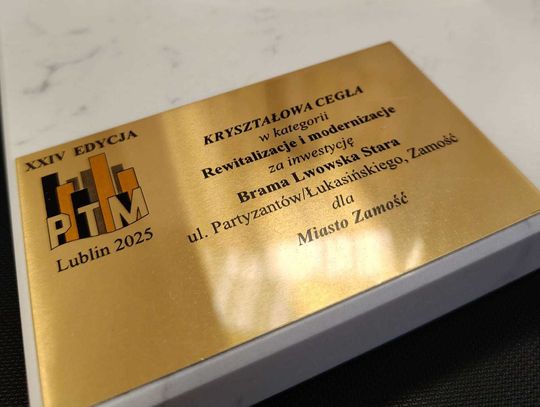 XXIV EDYCJA
PTM
Lublin 2025
KRYSZTAŁOWA CEGŁA
w kategorii
Rewitalizacje i modernizacje
za inwestycję
Brama Lwowska Stara
ul. Partyzantów/Łukasińskiego, Zamość
dla
Miasto Zamość